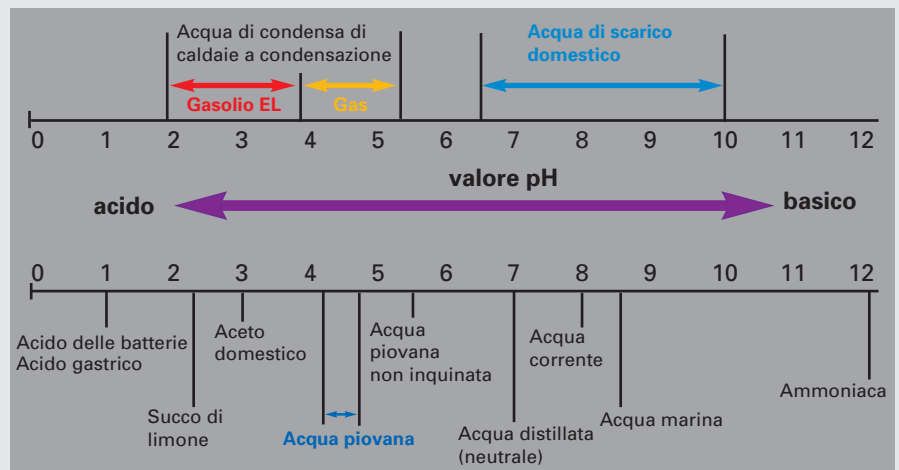 Acqua di condensa di
caldaie a condensazione
Acqua di scarico
domestico
Gasolio EL
Gas
0 1 2 3 4 5 6 7 8 9 10 11 12
valore pH
acido
basico
0 1 2 3 4 5 6 7 8 9 10 11 12
Acido delle batterie
Acido gastrico
Succo di
limone
Aceto
domestico
Acqua piovana
Acqua
piovana
non inquinata
Acqua distillata
(neutrale)
Acqua
corrente
Acqua marina
Ammoniaca